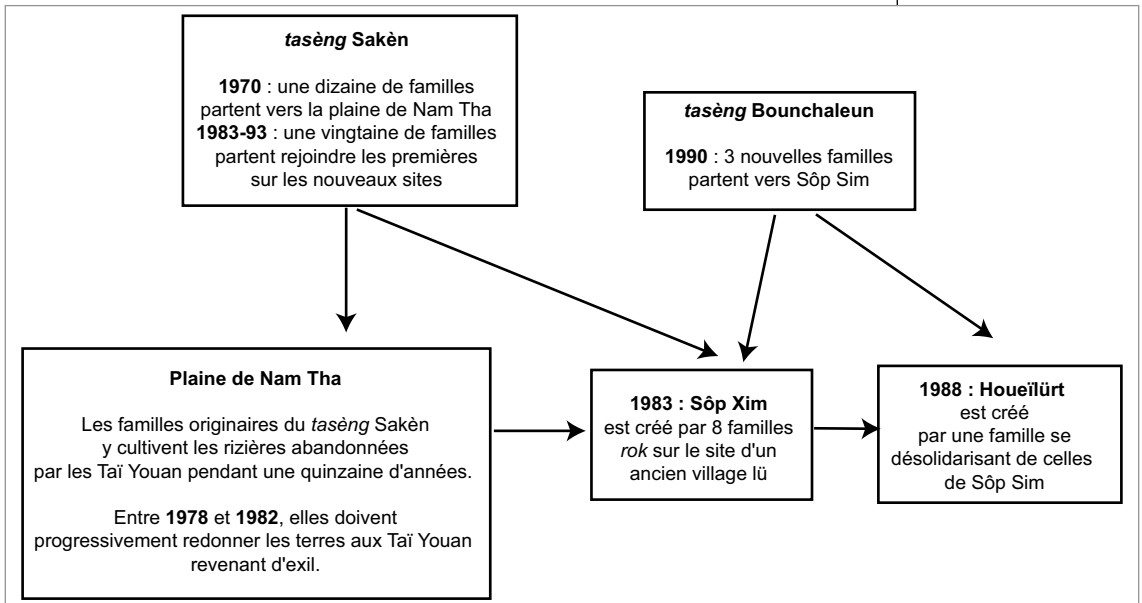 tasèng Sakèn
1970 : une dizaine de familles
partent vers la plaine de Nam Tha
1983-93 : une vingtaine de familles
partent rejoindre les premières
sur les nouveaux sites
tasèng Bounchaleun
1990 : 3 nouvelles familles
partent vers Sôp Sim
Plaine de Nam Tha
Les familles originaires du tasèng Sakèn
y cultivent les rizières abandonnées
par les Taï Youan pendant une quinzaine d'années.
Entre 1978 et 1982, elles doivent
progressivement redonner les terres aux Taï Youan
revenant d'exil.
1983 : Sôp Xim
est créé par 8 familles
rok sur le site d'un
ancien village lü
1988 : Houeïlürt
est créé
par une famille se
désolidarisant de celles
de Sôp Sim